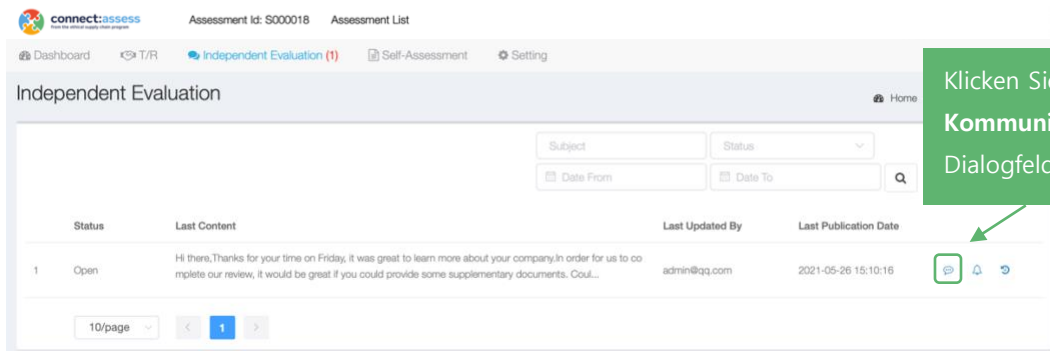 connect:assess
from the ethical supply chain program
Assessment Id: S000018 Assessment List
Dashboard T/R Independent Evaluation (1) Self-Assessment Setting
Independent Evaluation
Home
Klicken Sie
Kommuni
Dialogfeld
Subject Status
Date From Date To
Status Last Content Last Updated By Last Publication Date
1 Open Hi there,Thanks for your time on Friday, it was great to learn more about your company.In order for us to co
mplete our review, it would be great if you could provide some supplementary documents. Coul... admin@qq.com 2021-05-26 15:10:16
10/page 1